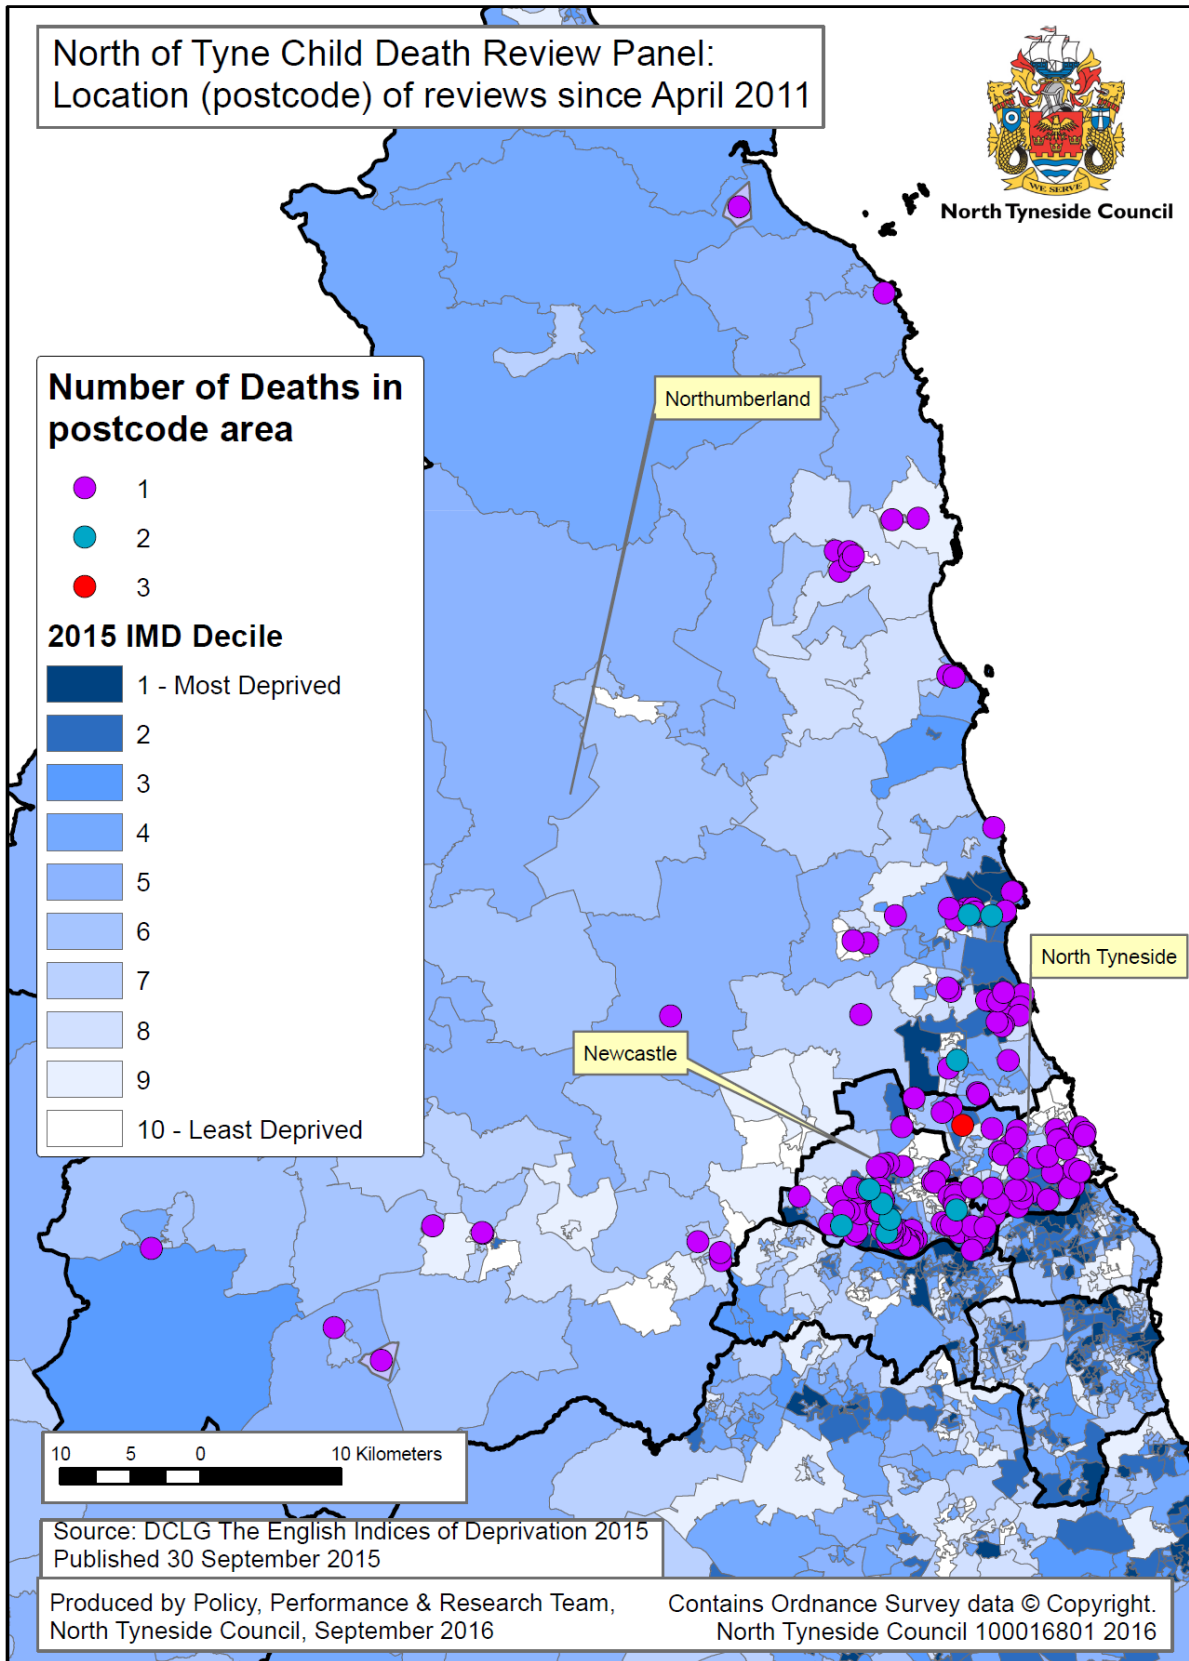 North of Tyne Child Death Review Panel:
Location (postcode) of reviews since April 2011
WE SERVE
North Tyneside Council
Number of Deaths in
postcode area
1
2
3
2015 IMD Decile
1 - Most Deprived
2
3
4
5
6
7
8
9
10 - Least Deprived
Northumberland
North Tyneside
Newcastle
10 5 0 10 Kilometers
Source: DCLG The English Indices of Deprivation 2015
Published 30 September 2015
Produced by Policy, Performance & Research Team,
North Tyneside Council, September 2016
Contains Ordnance Survey data © Copyright.
North Tyneside Council 100016801 2016